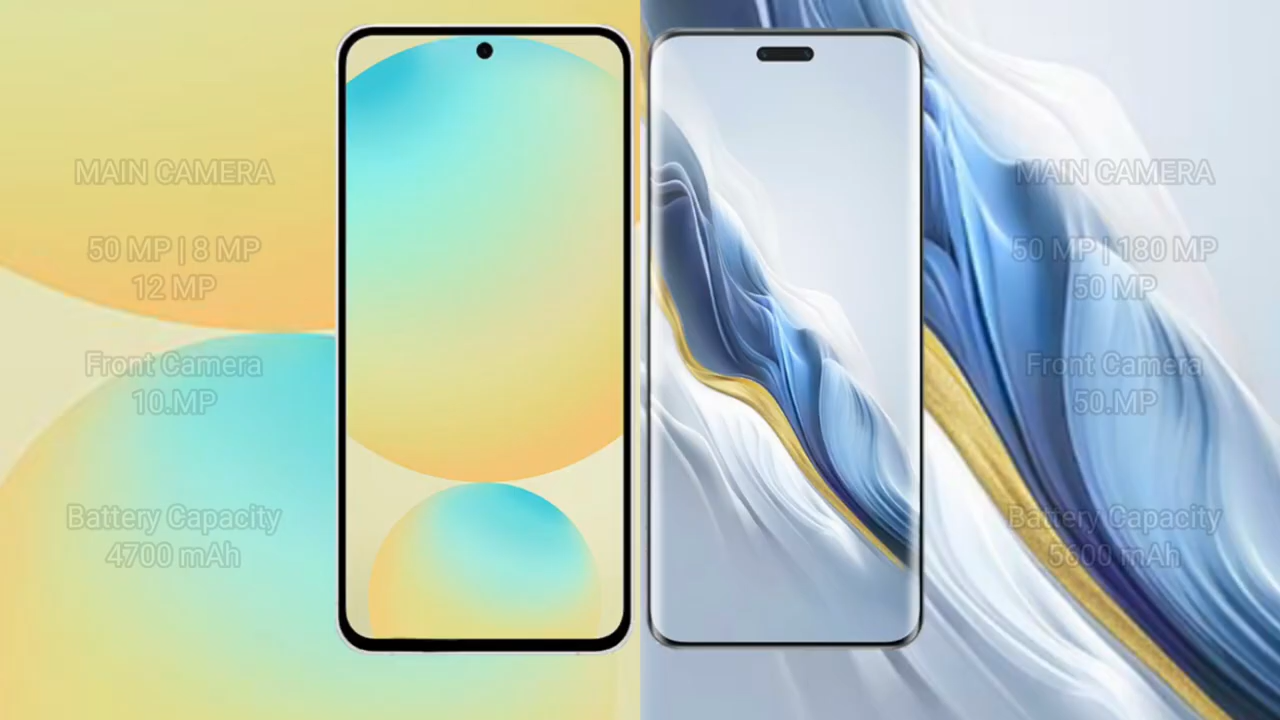 MAIN CAMERA
50 MP | 8 MP
12 MP
Front Camera
10.MP
Battery Capacity
4700 mAh
MAIN CAMERA
50 MP | 180 MP
50 MP
Front Camera
50.MP
Battery Capacity
5600 mAh